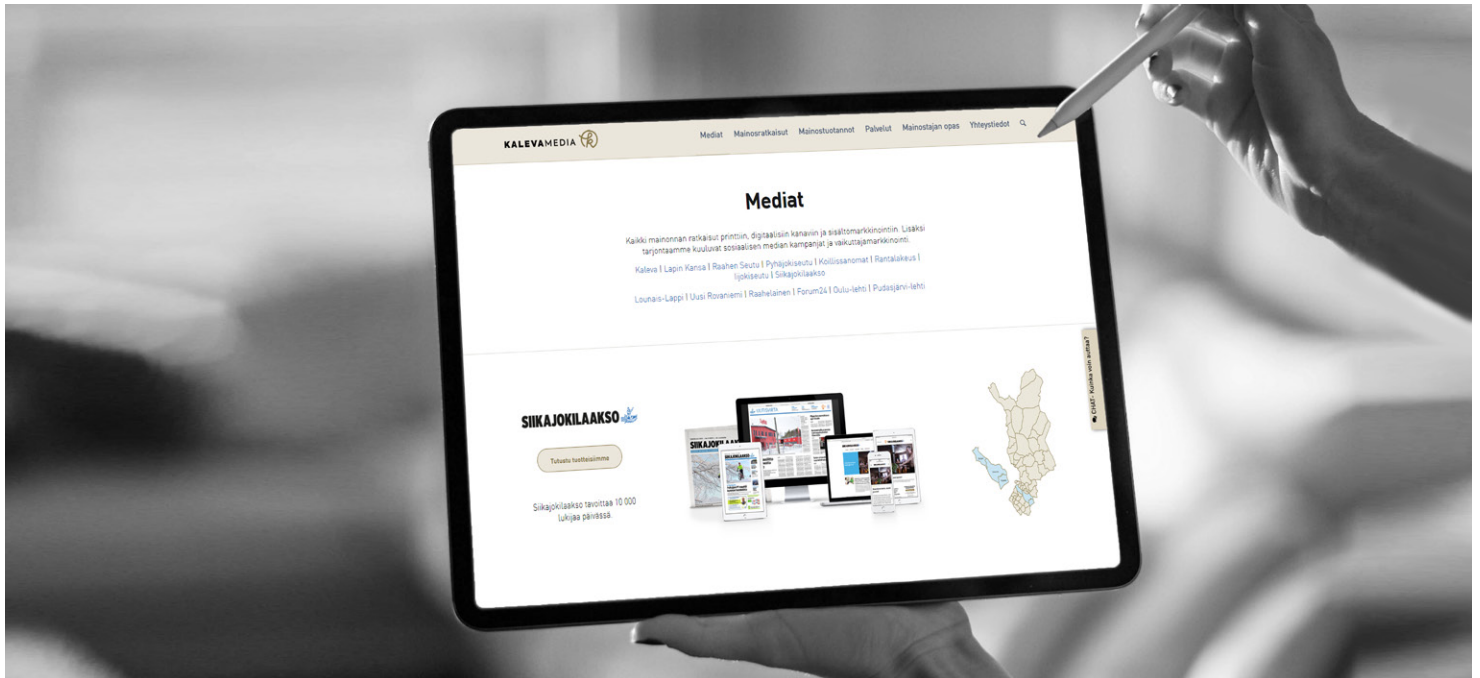 KALEVAMEDIA
Mediat Mainosratkaisut Mainostuotannot Palvelut Mainostajan opas Yhteystiedot
Mediat
Kaikki mainonnan ratkaisut printtiin, digitaalisiin kanaviin ja sisältömarkkinointiin. Lisäksi
tarjontaamme kuuluvat sosiaalisen median kampanjat ja vaikuttajamarkkinointi.
Kaleva | Lapin Kansa | Raahen Seutu | Pyhäjokiseutu | Koillissanomat | Rantalakeus |
Iijokiseutu | Siikajokilaakso
Lounais-Lappi | Uusi Rovaniemi | Raahelainen | Forum24 | Oulu-lehti | Pudasjärvi-lehti
CHAT- Kuinka voin auttaa?
SIIKAJOKILAAKSO
Tutustu tuotteisiimme
Siikajokilaakso tavoittaa 10 000
lukijaa päivässä.